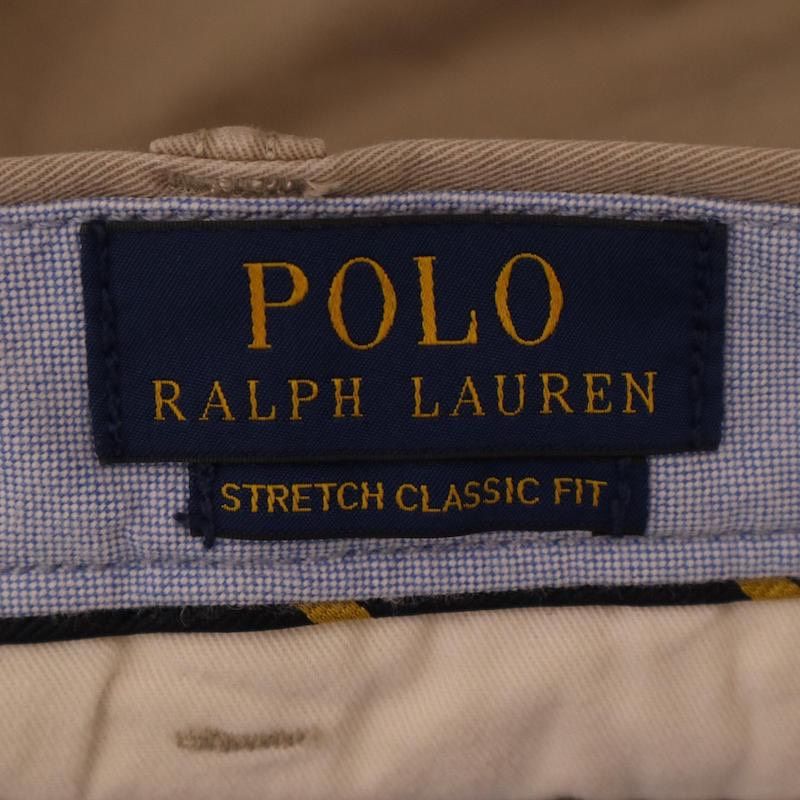 POLO
RALPH LAUREN
STRETCH CLASSIC FIT